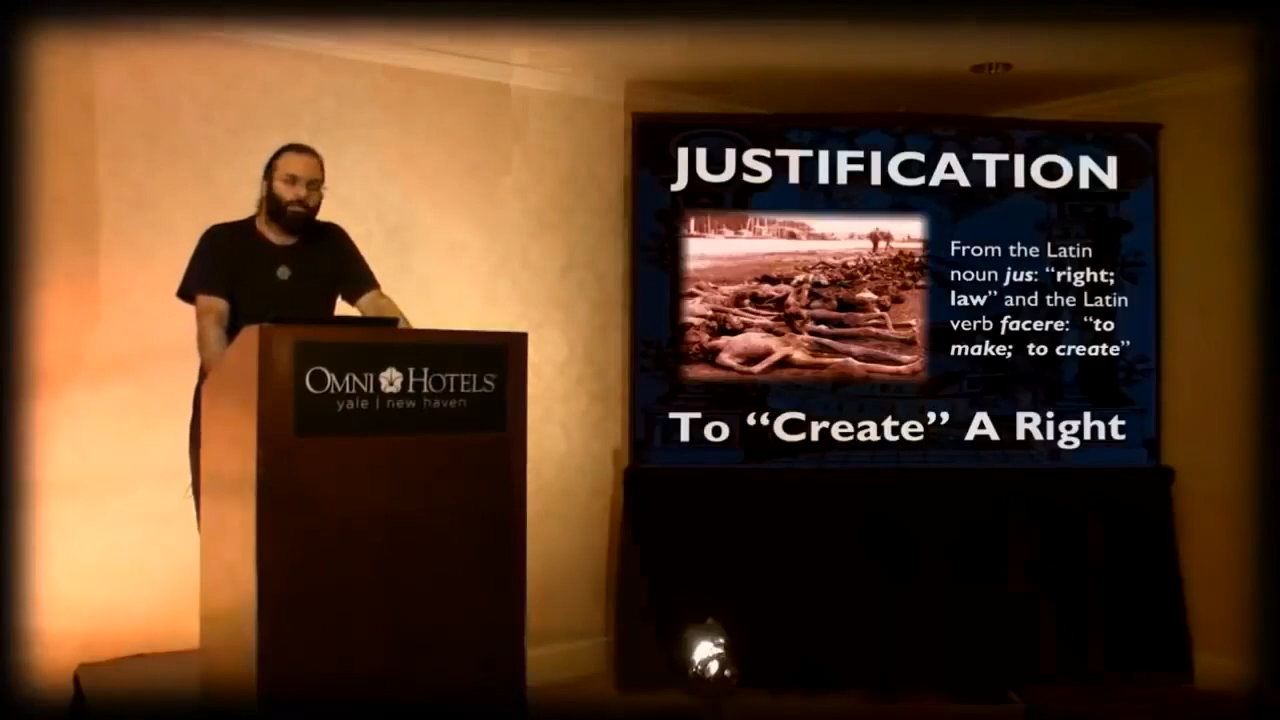 OMNI HOTELS
yale | new haven
JUSTIFICATION
From the Latin
noun jus: “right;
law” and the Latin
verb facere: “to
make; to create”
To “Create” A Right